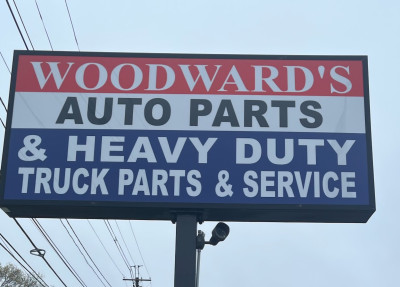 WOODWARD'S
AUTO PARTS
& HEAVY DUTY
TRUCK PARTS & SERVICE